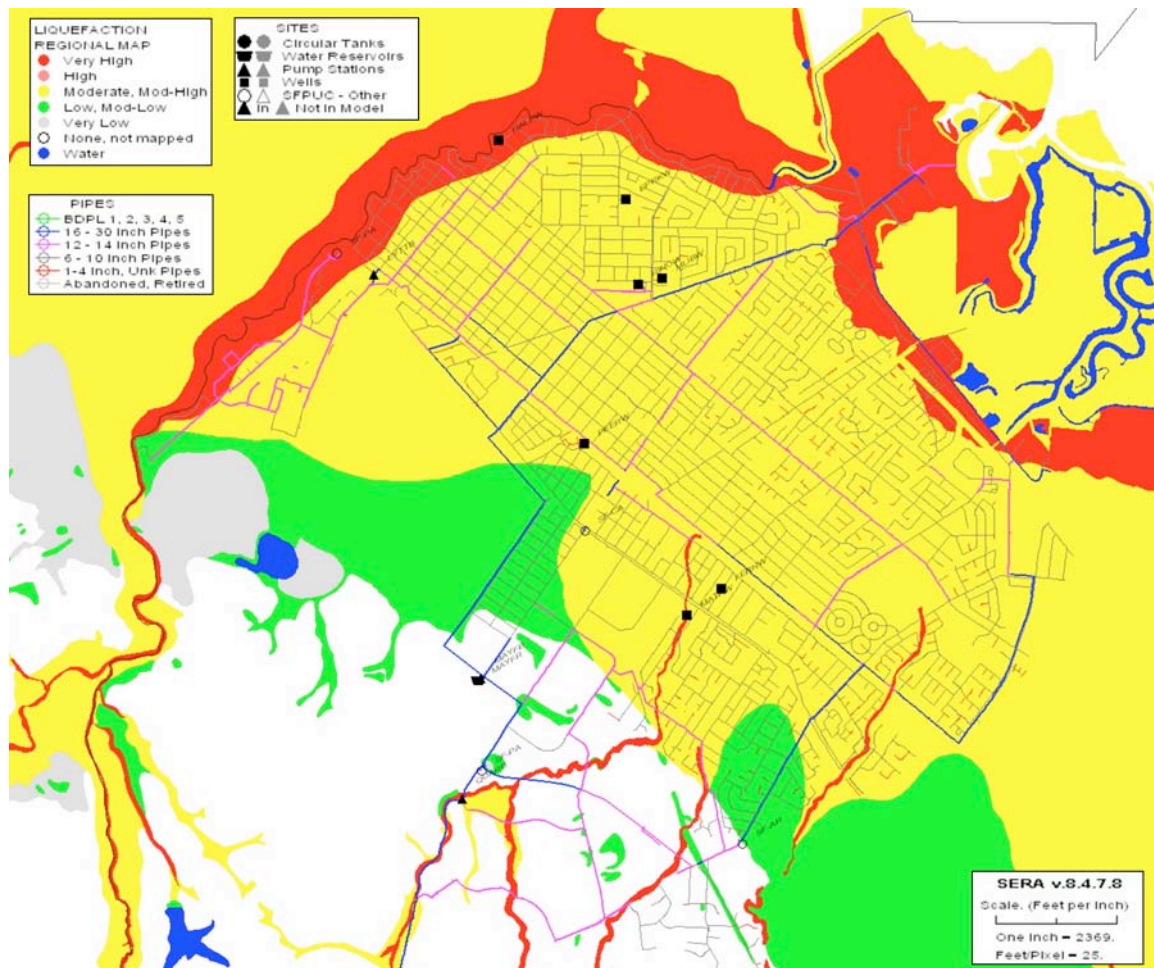 LIQUEFACTION
REGIONAL MAP
Very High
High
Moderate, Mod-High
Low, Mod-Low
Very Low
None, not mapped
Water
SITES
Circular Tanks
Water Reservoirs
Pump Stations
Wells
SFPUC - Other
In Not In Model
PIPES
BDPL 1, 2, 3, 4, 5
16 - 30 Inch Pipes
12 - 14 Inch Pipes
6 - 10 Inch Pipes
1-4 Inch, Unk Pipes
Abandoned, Retired
MAYFR
SF-AR
SERA v.8.4.7.8
Scale. (Feet per Inch)
One Inch = 2369.
Feet/Pixel = 25.